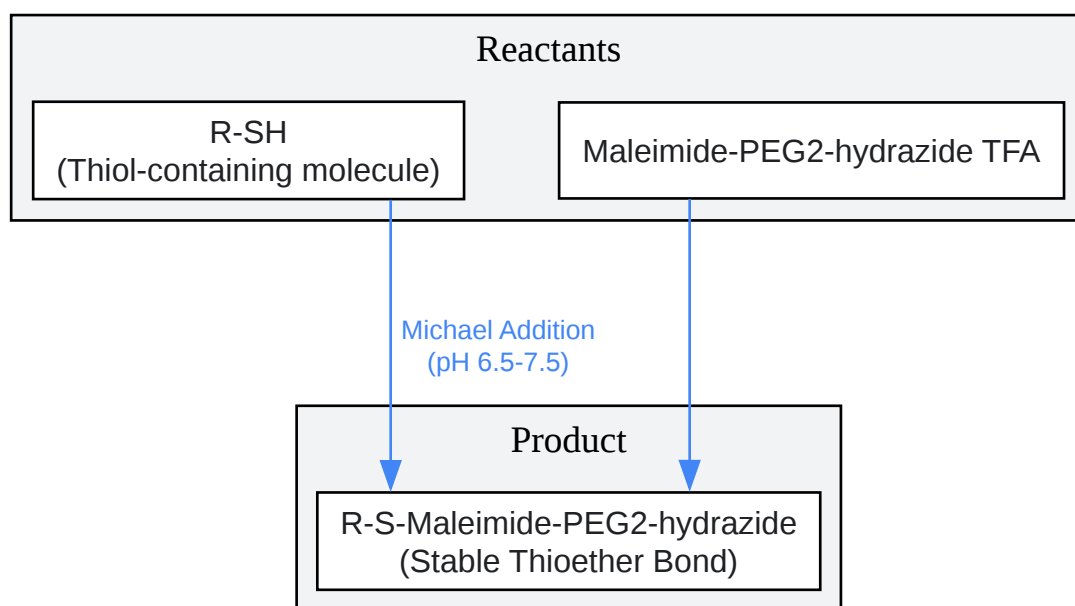 Reactants
R-SH
(Thiol-containing molecule)
Maleimide-PEG2-hydrazide TFA
Michael Addition
(pH 6.5-7.5)
Product
R-S-Maleimide-PEG2-hydrazide
(Stable Thioether Bond)